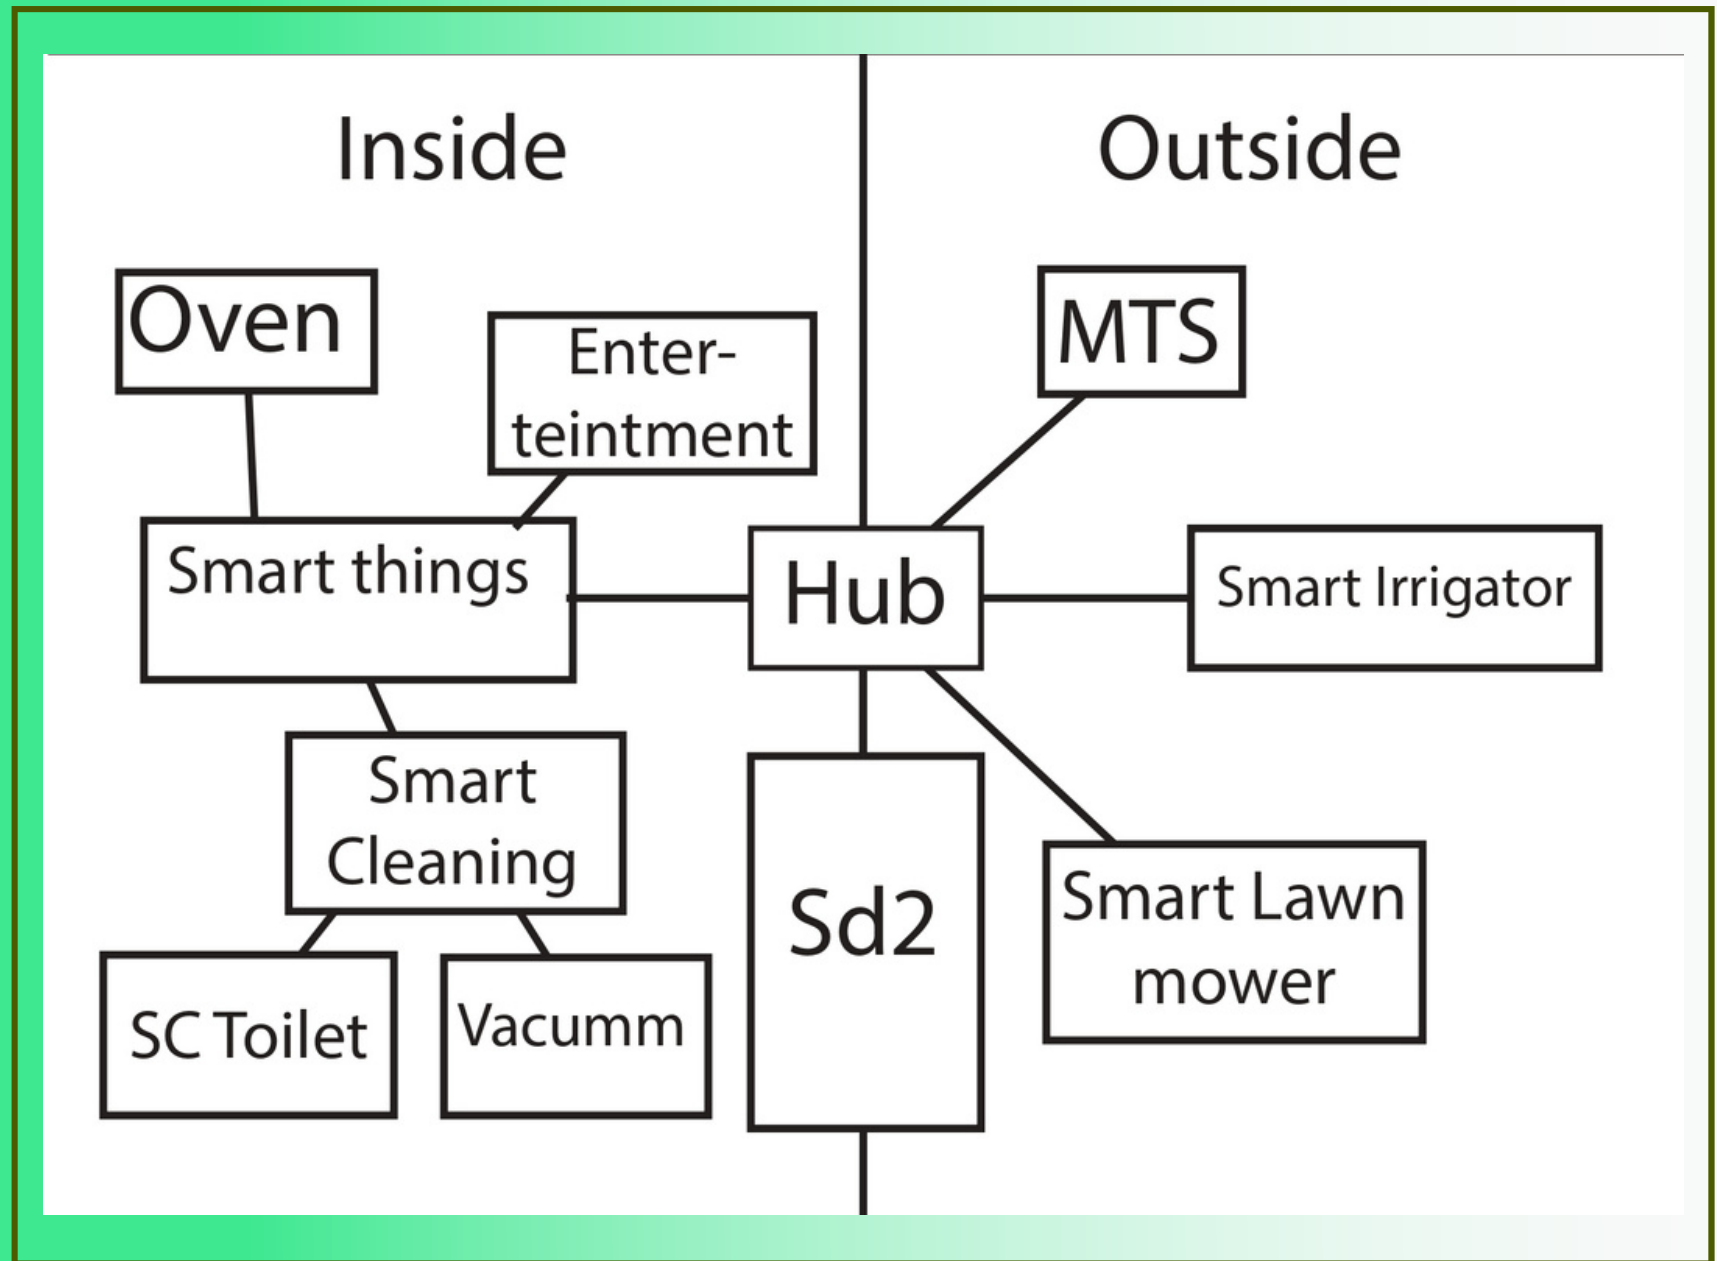 Inside
Outside
Oven
Enter-
teintment
MTS
Smart things
Hub
Smart Irrigator
Smart
Cleaning
Sd2
Smart Lawn
mower
SC Toilet
Vacumm